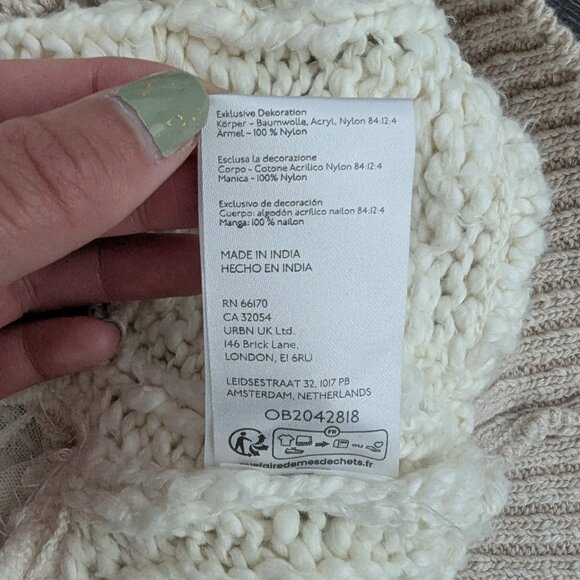 Exklusive Dekoration
Körper - Baumwolle, Acryl, Nylon 84:12:4
Ärmel - 100 % Nylon
Esclusa la decorazione
Corpo - Cotone Acrilico Nylon 84:12:4
Manica - 100% Nylon
Exclusivo de decoración
Cuerpo: algodón acrílico nailon 84:12:4
Manga: 100 % nailon
MADE IN INDIA
HECHO EN INDIA
RN 66170
CA 32054
URBN UK Ltd.
146 Brick Lane,
LONDON, E1 6RU
LEIDSESTRAAT 32, 1017 PB
AMSTERDAM, NETHERLANDS
OB2042818
FR
OU
quefairedemesdechets.fr